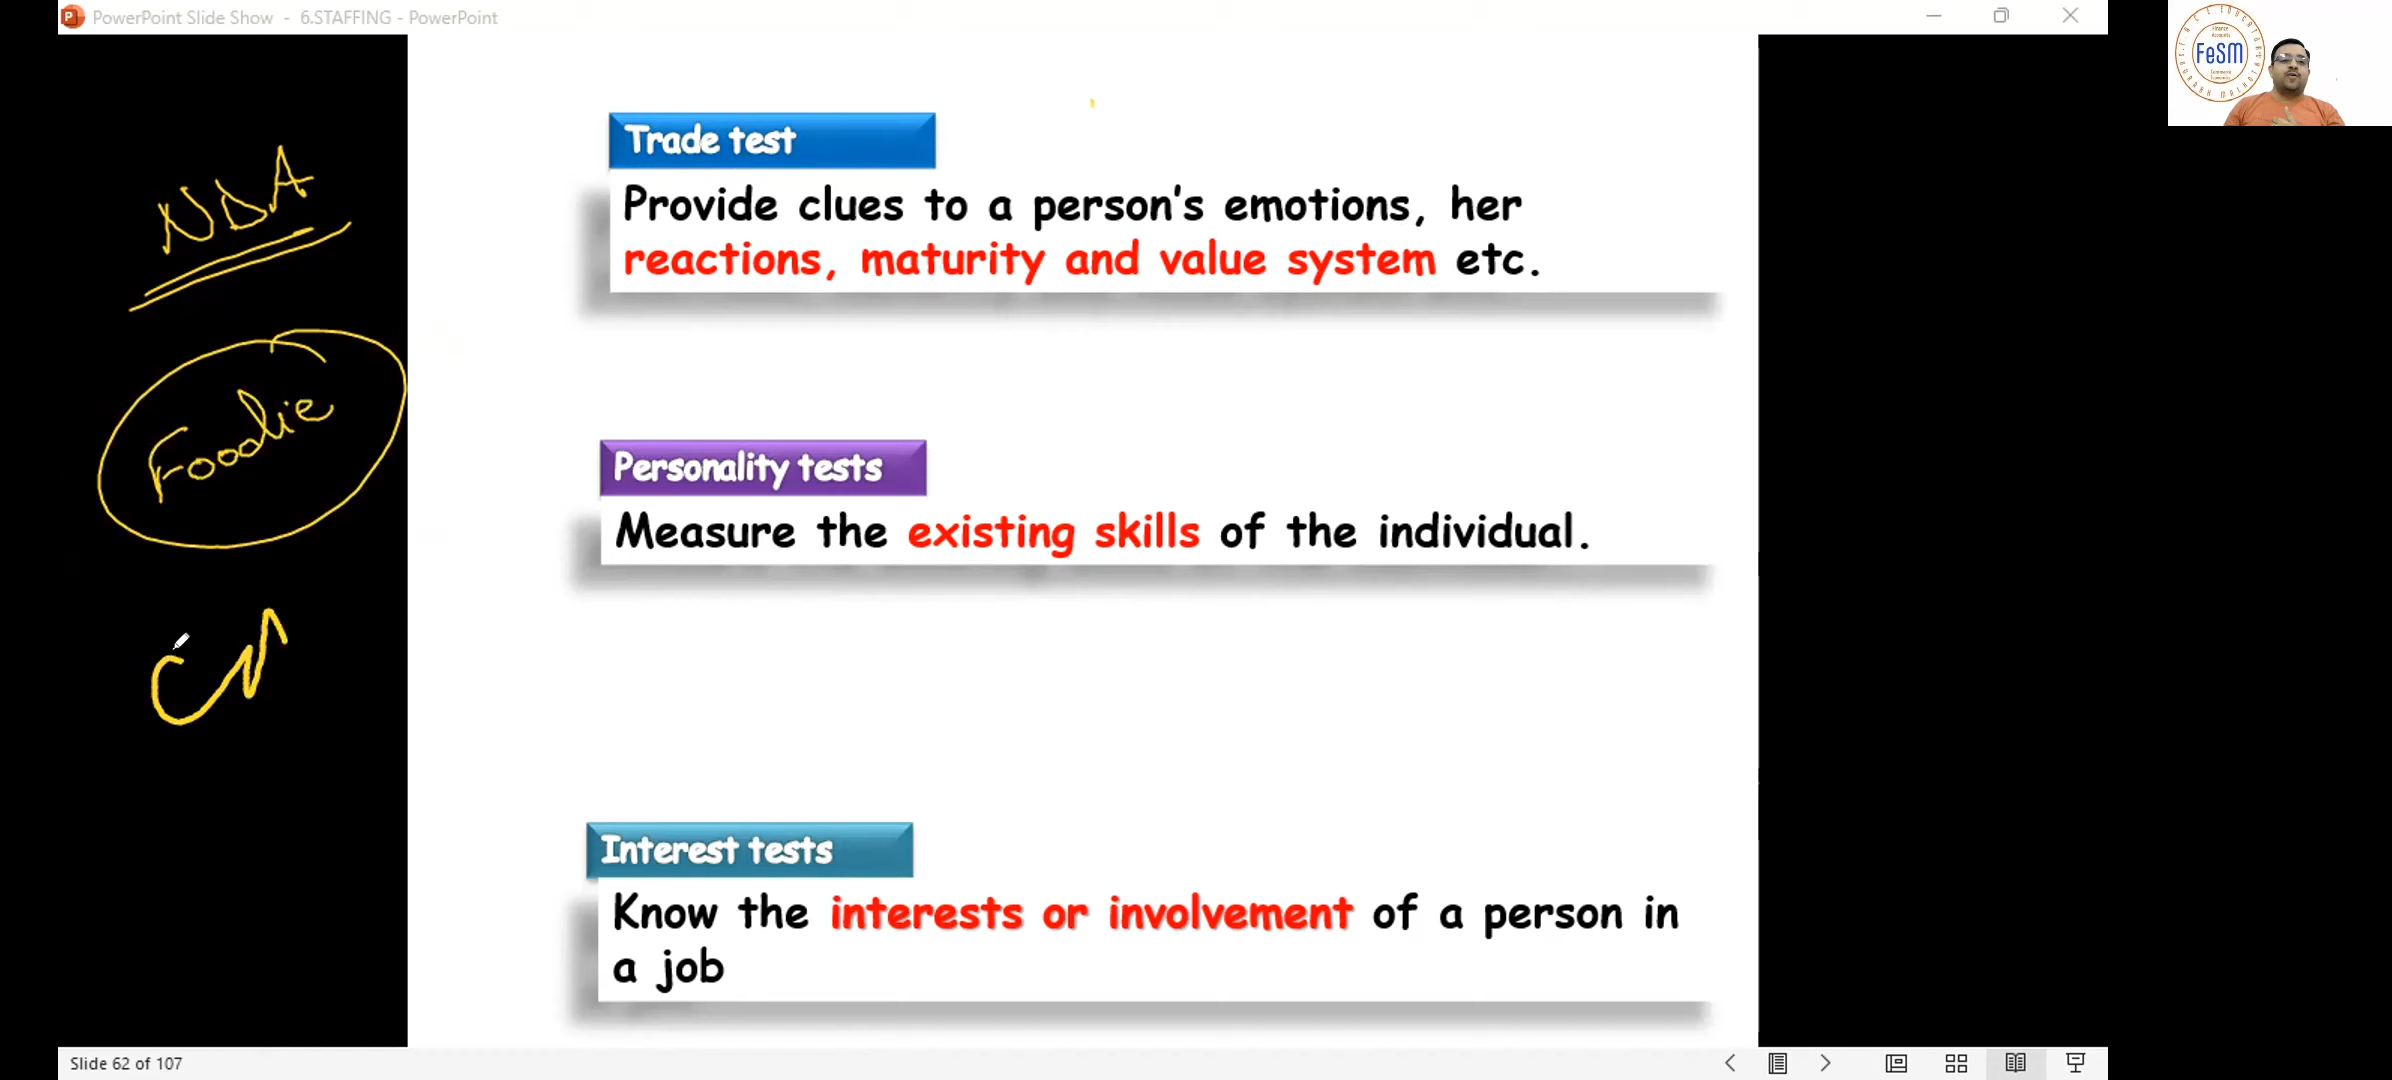 PowerPoint Slide Show - 6.STAFFING - PowerPoint
FeSM
Trade test
Provide clues to a person's emotions, her
reactions, maturity and value system etc.
NDA
Foodie
Personality tests
Measure the existing skills of the individual.
CA
Interest tests
Know the interests or involvement of a person in
a job
Slide 62 of 107